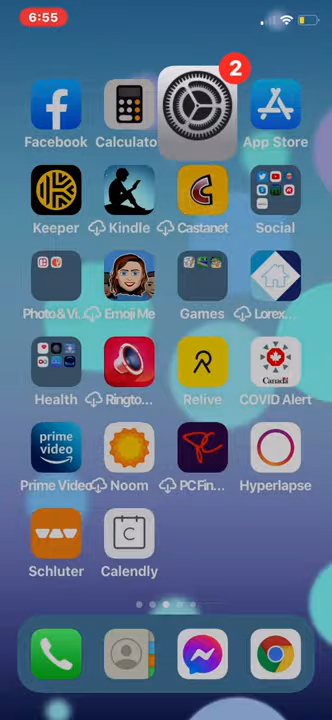 6:55
2
Facebook Calculato App Store
Keeper Kindle Castanet Social
Photo & Vi... Emoji Me Games Lorex...
Canada
Health Ringto... Relive COVID Alert
prime video
Prime Video Noom PC Fin... Hyperlapse
Schluter Calendly